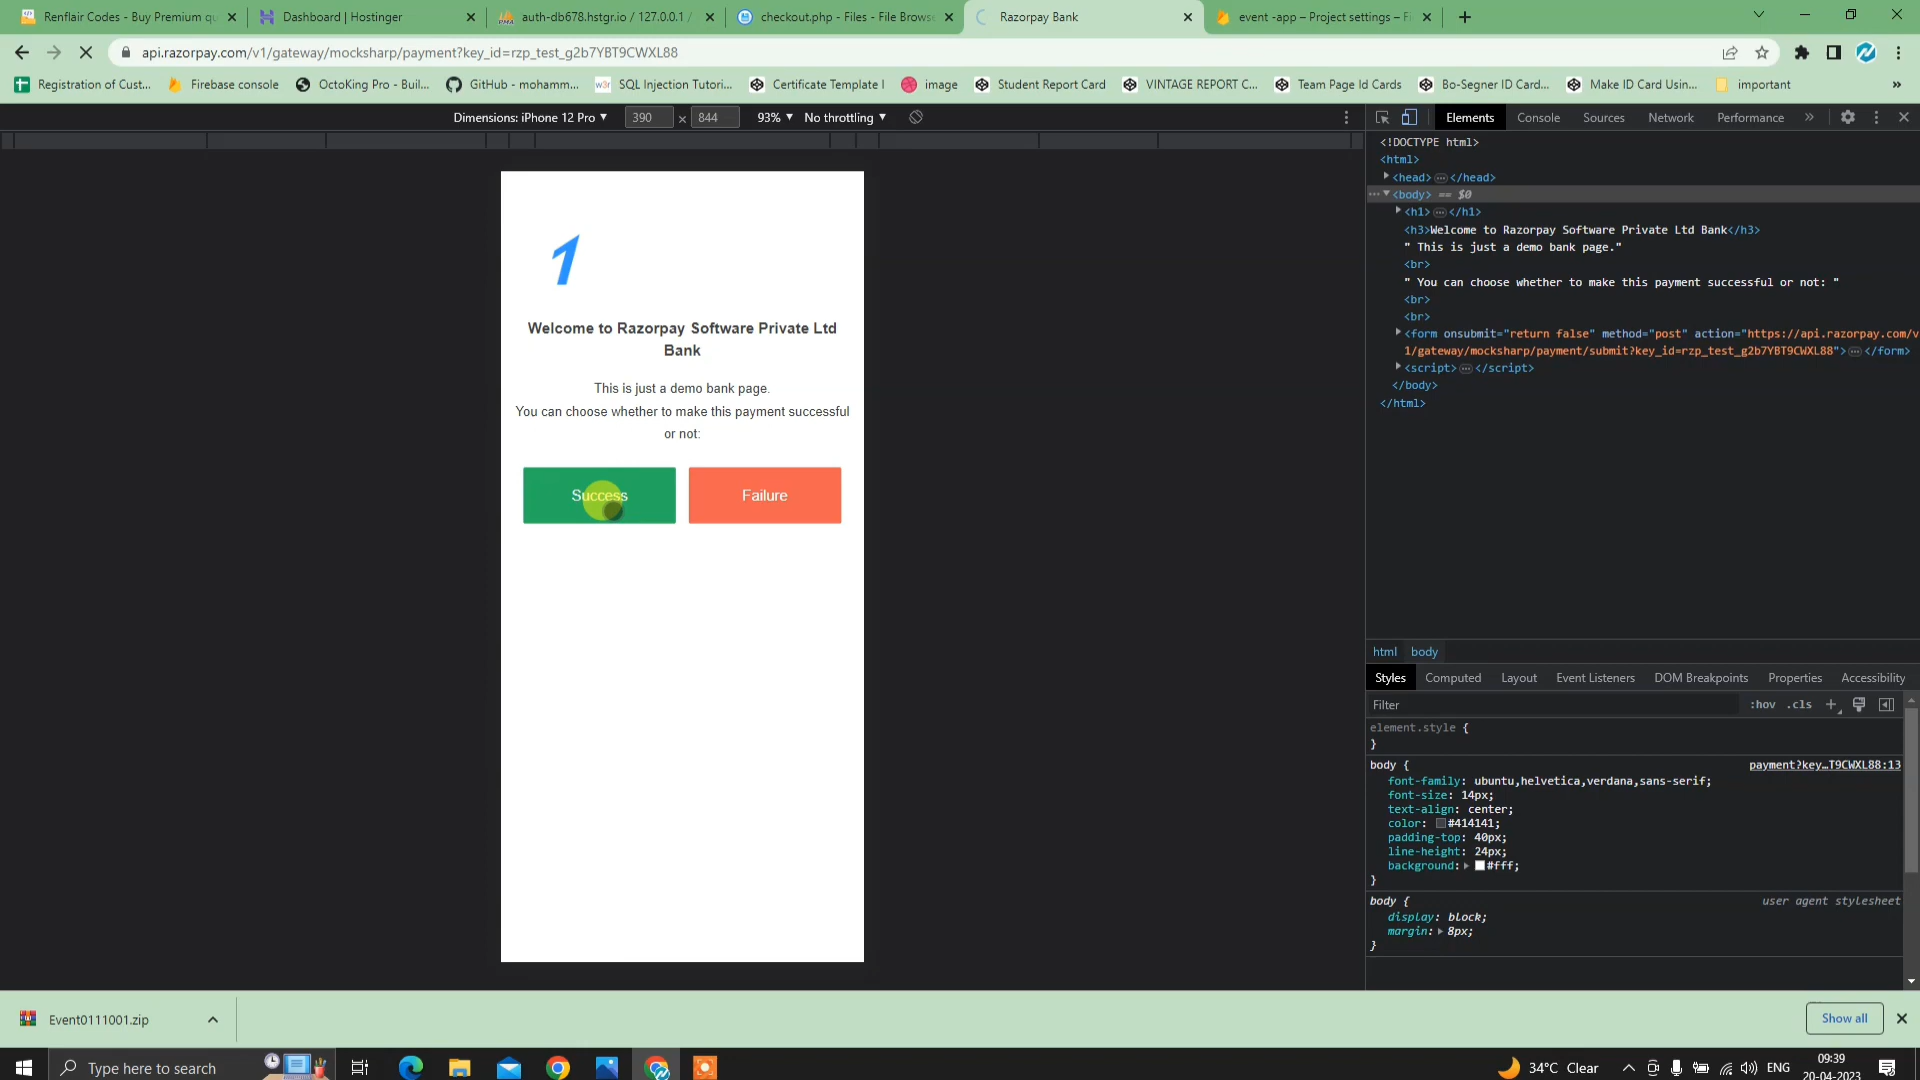 Renflair Codes - Buy Premium qu
Dashboard | Hostinger
auth-db678.hstgr.io / 127.0.0.1 /
checkout.php - Files - File Browse
Razorpay Bank
event -app – Project settings – Fi
api.razorpay.com/v1/gateway/mocksharp/payment?key_id=rzp_test_g2b7YBT9CWXL88
Registration of Cust...
Firebase console
OctoKing Pro - Buil...
GitHub - mohamm...
SQL Injection Tutori...
Certificate Template I
image
Student Report Card
VINTAGE REPORT C...
Team Page Id Cards
Bo-Segner ID Card...
Make ID Card Usin...
important
»
Dimensions: iPhone 12 Pro ▼ 390 × 844 93% ▼ No throttling ▼
Elements Console Sources Network Performance »
<!DOCTYPE html>
<html>
<head> … </head>
… <body> == $0
<h1> … </h1>
<h3>Welcome to Razorpay Software Private Ltd Bank</h3>
" This is just a demo bank page."
<br>
" You can choose whether to make this payment successful or not: "
<br>
<br>
<form onsubmit="return false" method="post" action="https://api.razorpay.com/v
1/gateway/mocksharp/payment/submit?key_id=rzp_test_g2b7YBT9CWXL88"> … </form>
<script> … </script>
</body>
</html>
1
Welcome to Razorpay Software Private Ltd
Bank
This is just a demo bank page.
You can choose whether to make this payment successful
or not:
Success
Failure
html body
Styles Computed Layout Event Listeners DOM Breakpoints Properties Accessibility
Filter :hov .cls +
element.style {
}
body { payment?key…T9CWXL88:13
font-family: ubuntu,helvetica,verdana,sans-serif;
font-size: 14px;
text-align: center;
color: #414141;
padding-top: 40px;
line-height: 24px;
background: #fff;
}
body { user agent stylesheet
display: block;
margin: 8px;
}
Event0111001.zip
Show all
Type here to search
34°C Clear
ENG
09:39
20-04-2023